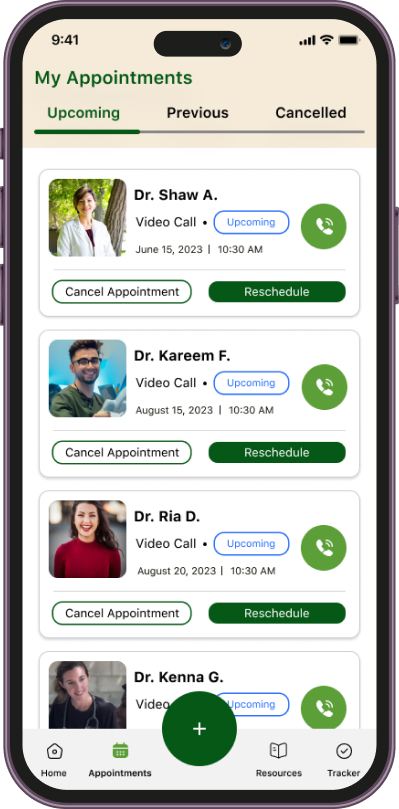 9:41
My Appointments
Upcoming Previous Cancelled
Dr. Shaw A.
Video Call • Upcoming
June 15, 2023 | 10:30 AM
Cancel Appointment Reschedule
Dr. Kareem F.
Video Call • Upcoming
August 15, 2023 | 10:30 AM
Cancel Appointment Reschedule
Dr. Ria D.
Video Call • Upcoming
August 20, 2023 | 10:30 AM
Cancel Appointment Reschedule
Dr. Kenna G.
Video Upcoming
+
Home Appointments Resources Tracker